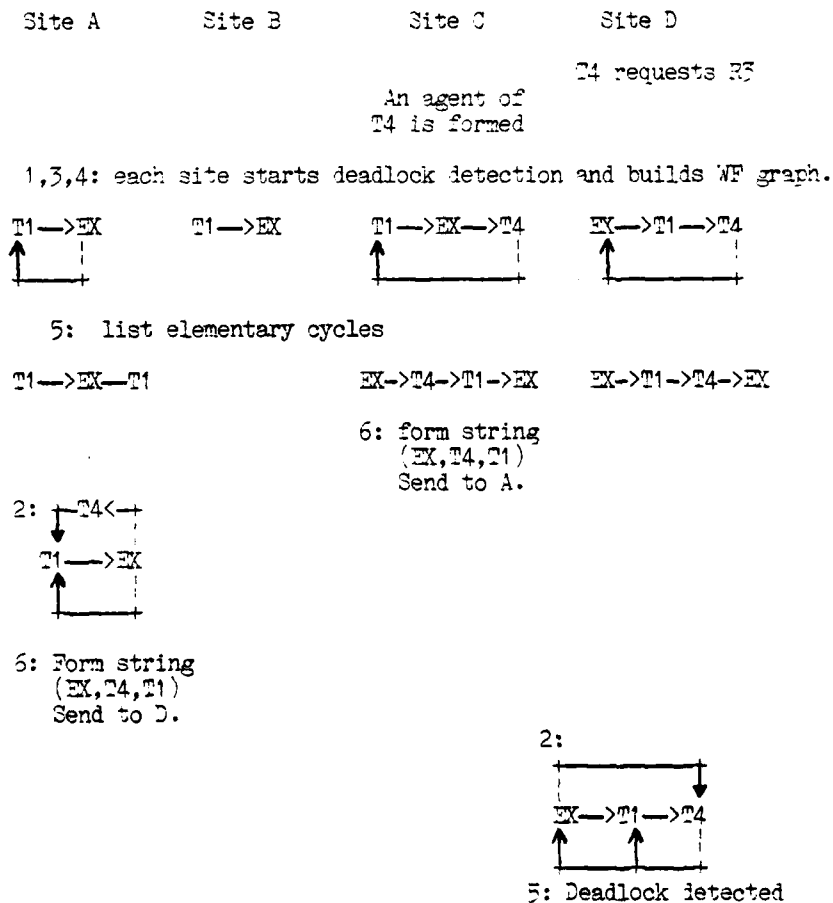 Site A Site B Site C Site D
T4 requests R3
An agent of
T4 is formed
1,3,4: each site starts deadlock detection and builds WF graph.
T1—>EX T1—>EX T1—>EX—>T4 EX—>T1—>T4
5: list elementary cycles
T1—>EX—T1 EX->T4->T1->EX EX->T1->T4->EX
6: form string
(EX,T4,T1)
Send to A.
2: T4<
T1—>EX
6: Form string
(EX,T4,T1)
Send to D.
2:
EX—>T1—>T4
5: Deadlock detected